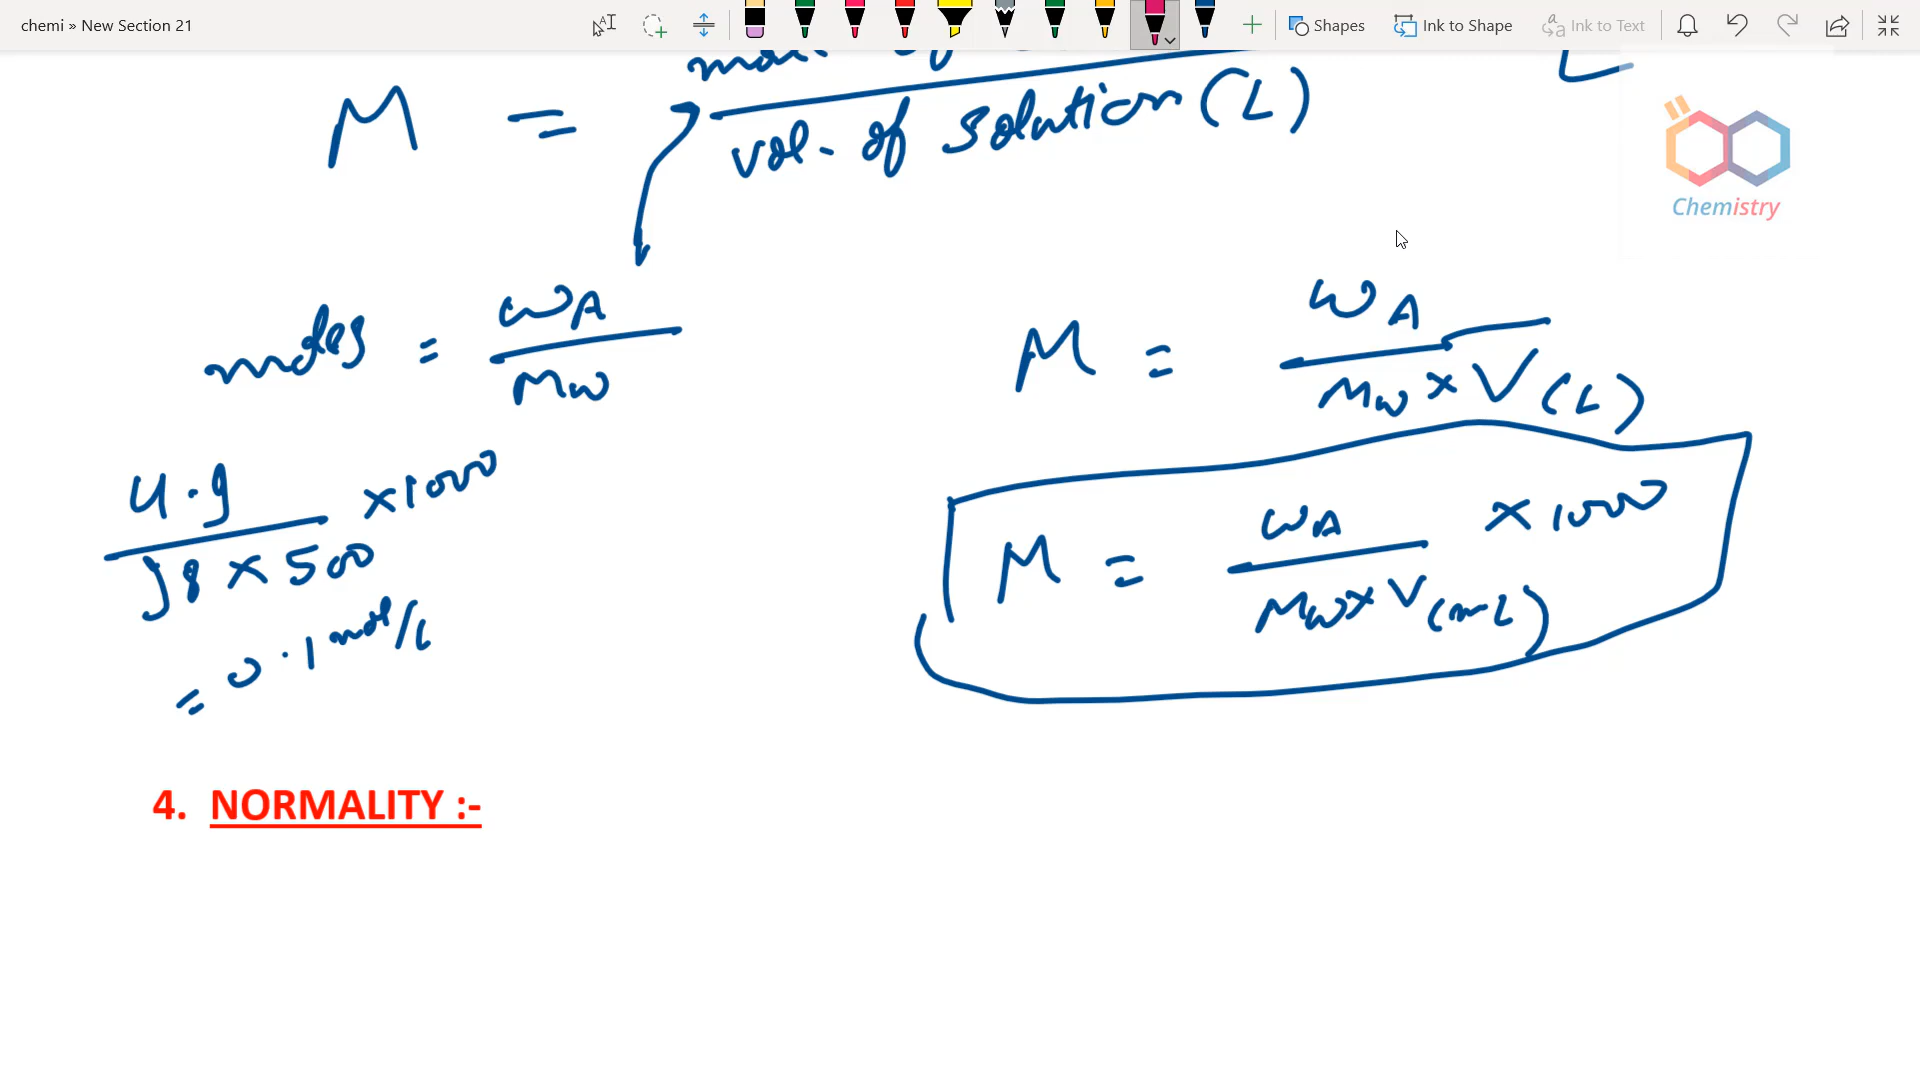 chemi » New Section 21
Shapes
Ink to Shape
Ink to Text
M = vol. of solution (L)
Chemistry
moles = WA / Mw
M = WA / Mw × V(L)
4.9 / 98 × 500 × 1000
= 0.1 mol/L
M = WA / Mw × V(mL) × 1000
4. NORMALITY :-